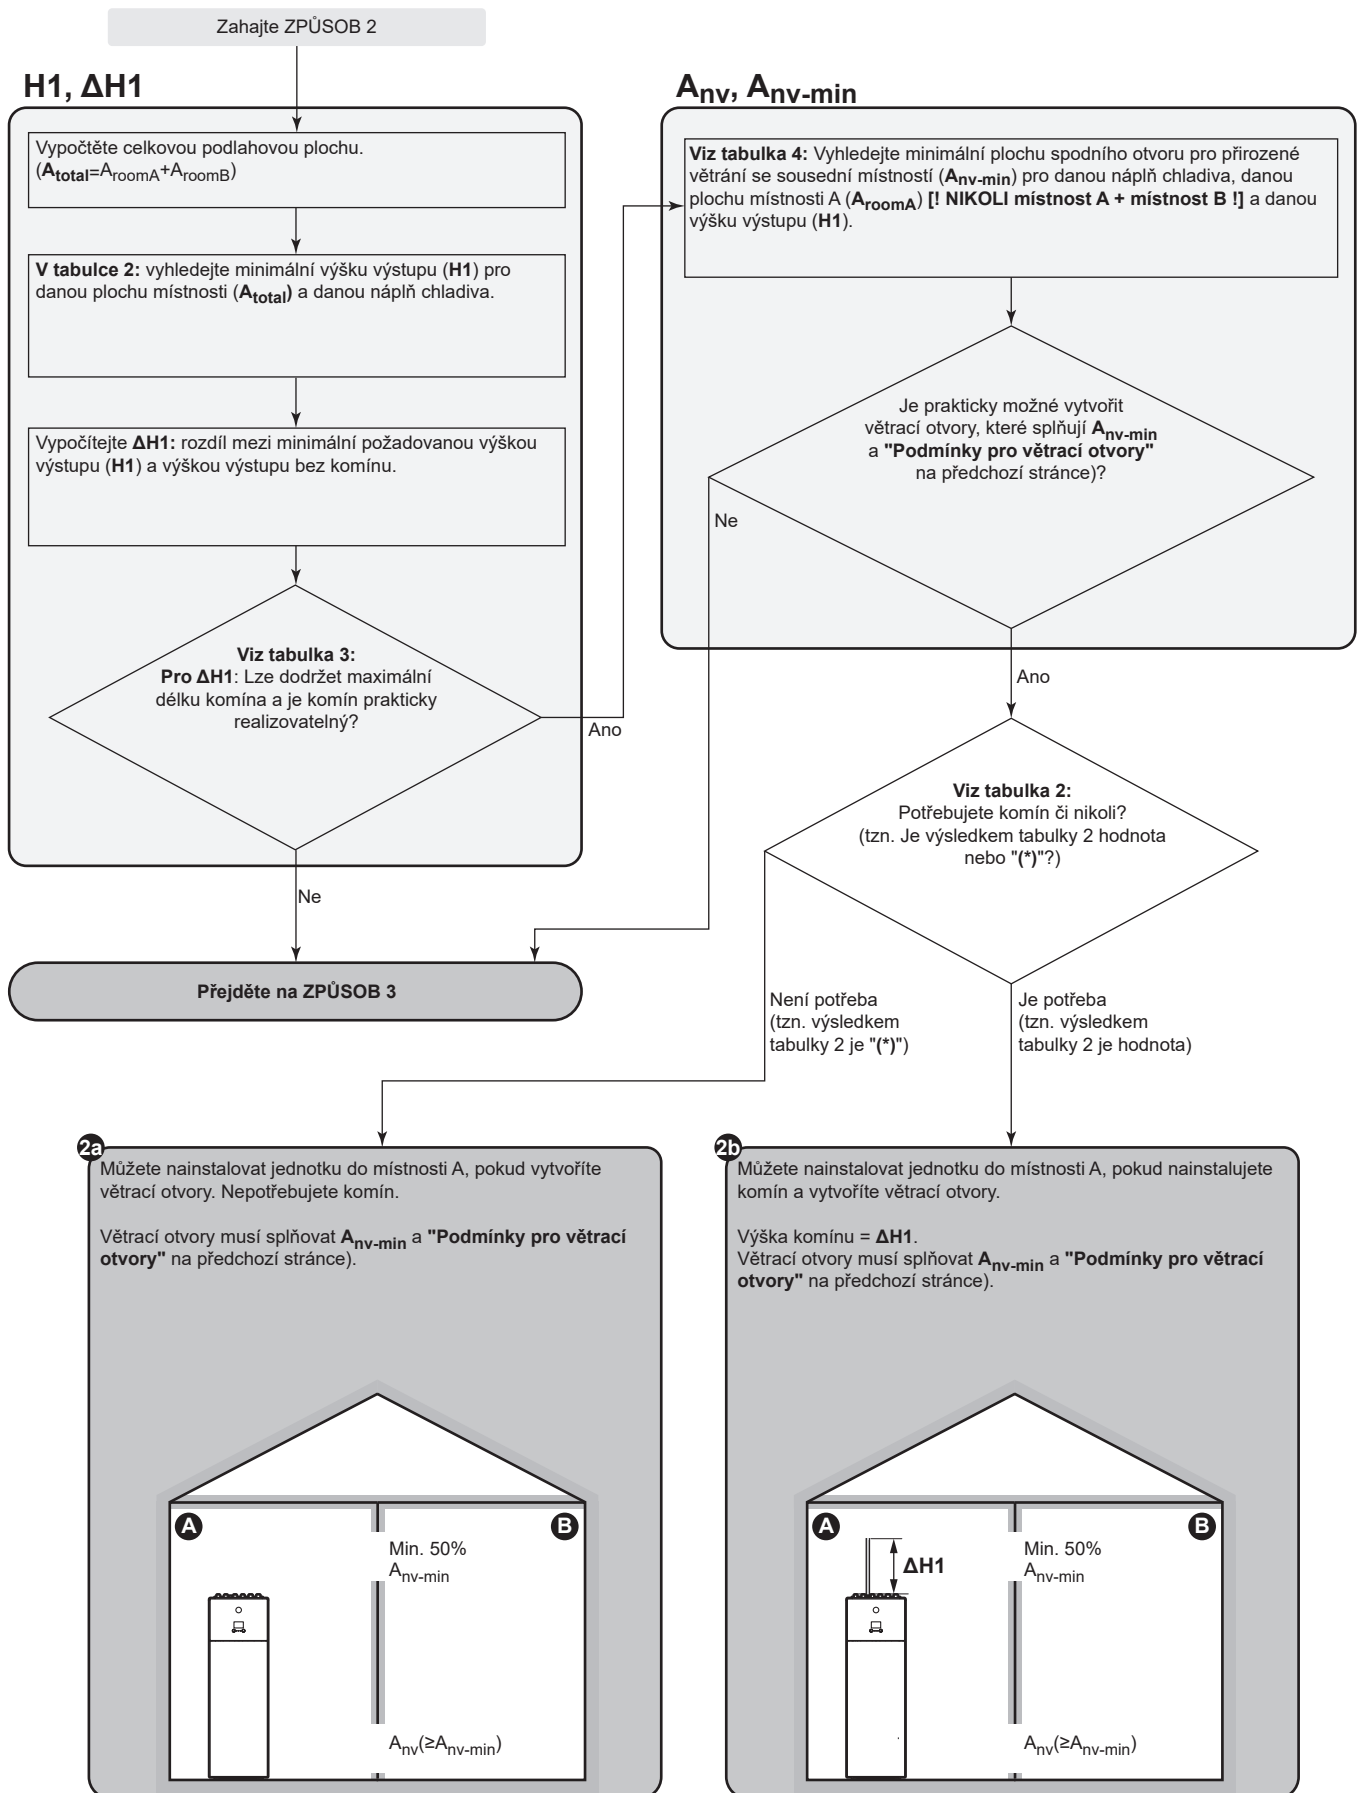 Zahajte ZPŮSOB 2
H1, ΔH1
Vypočtěte celkovou podlahovou plochu.
(Atotal=AroomA+AroomB)
V tabulce 2: vyhledejte minimální výšku výstupu (H1) pro
danou plochu místnosti (Atotal) a danou náplň chladiva.
Vypočítejte ΔH1: rozdíl mezi minimální požadovanou výškou
výstupu (H1) a výškou výstupu bez komínu.
Viz tabulka 3:
Pro ΔH1: Lze dodržet maximální
délku komína a je komín prakticky
realizovatelný?
Ano
Ne
Přejděte na ZPŮSOB 3
Anv, Anv-min
Viz tabulka 4: Vyhledejte minimální plochu spodního otvoru pro přirozené
větrání se sousední místností (Anv-min) pro danou náplň chladiva, danou
plochu místnosti A (AroomA) [! NIKOLI místnost A + místnost B !] a danou
výšku výstupu (H1).
Je prakticky možné vytvořit
větrací otvory, které splňují Anv-min
a "Podmínky pro větrací otvory"
na předchozí stránce)?
Ne
Ano
Viz tabulka 2:
Potřebujete komín či nikoli?
(tzn. Je výsledkem tabulky 2 hodnota
nebo "(*)"?)
Není potřeba
(tzn. výsledkem
tabulky 2 je "(*)")
Je potřeba
(tzn. výsledkem
tabulky 2 je hodnota)
2a
Můžete nainstalovat jednotku do místnosti A, pokud vytvoříte
větrací otvory. Nepotřebujete komín.
Větrací otvory musí splňovat Anv-min a "Podmínky pro větrací
otvory" na předchozí stránce).
A
B
Min. 50%
Anv-min
Anv(≥Anv-min)
2b
Můžete nainstalovat jednotku do místnosti A, pokud nainstalujete
komín a vytvoříte větrací otvory.
Výška komínu = ΔH1.
Větrací otvory musí splňovat Anv-min a "Podmínky pro větrací
otvory" na předchozí stránce).
A
B
ΔH1
Min. 50%
Anv-min
Anv(≥Anv-min)